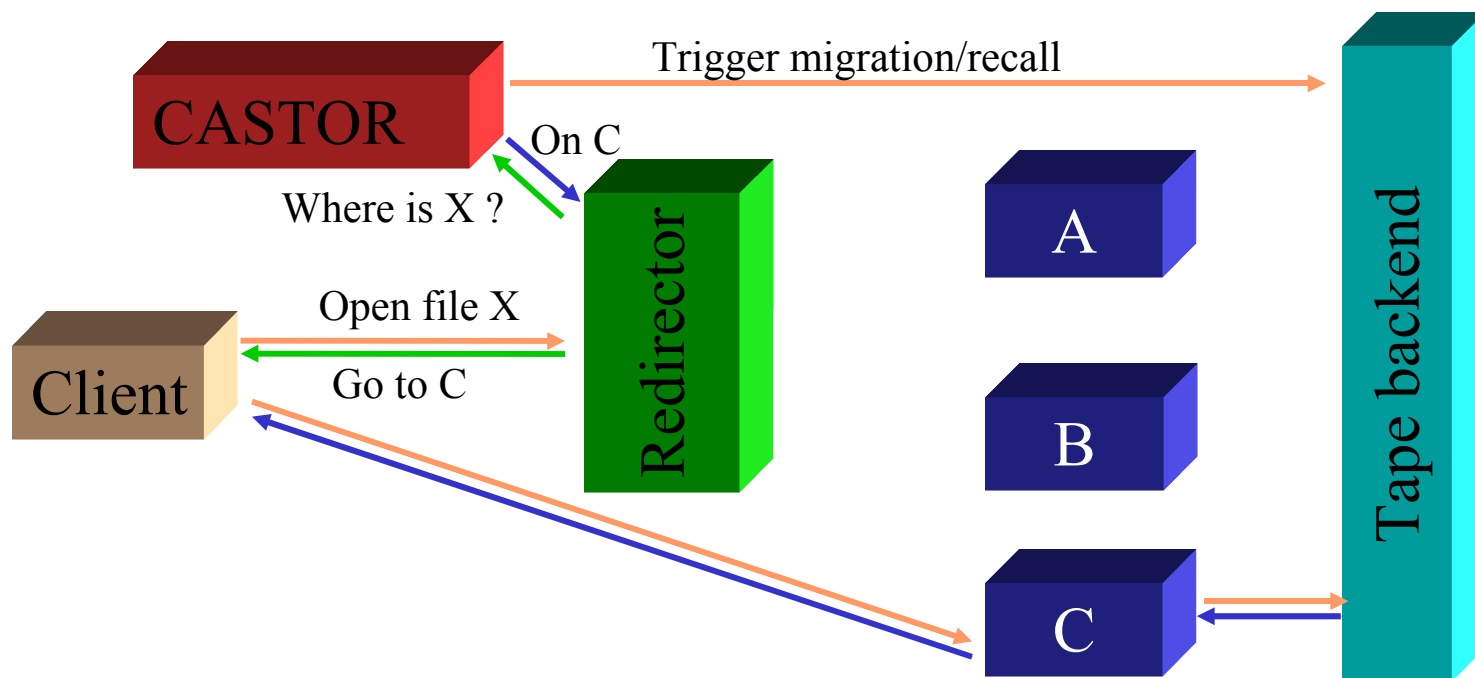 Trigger migration/recall
CASTOR
On C
Where is X ?
Redirector
A
Tape backend
Open file X
Client
Go to C
B
C